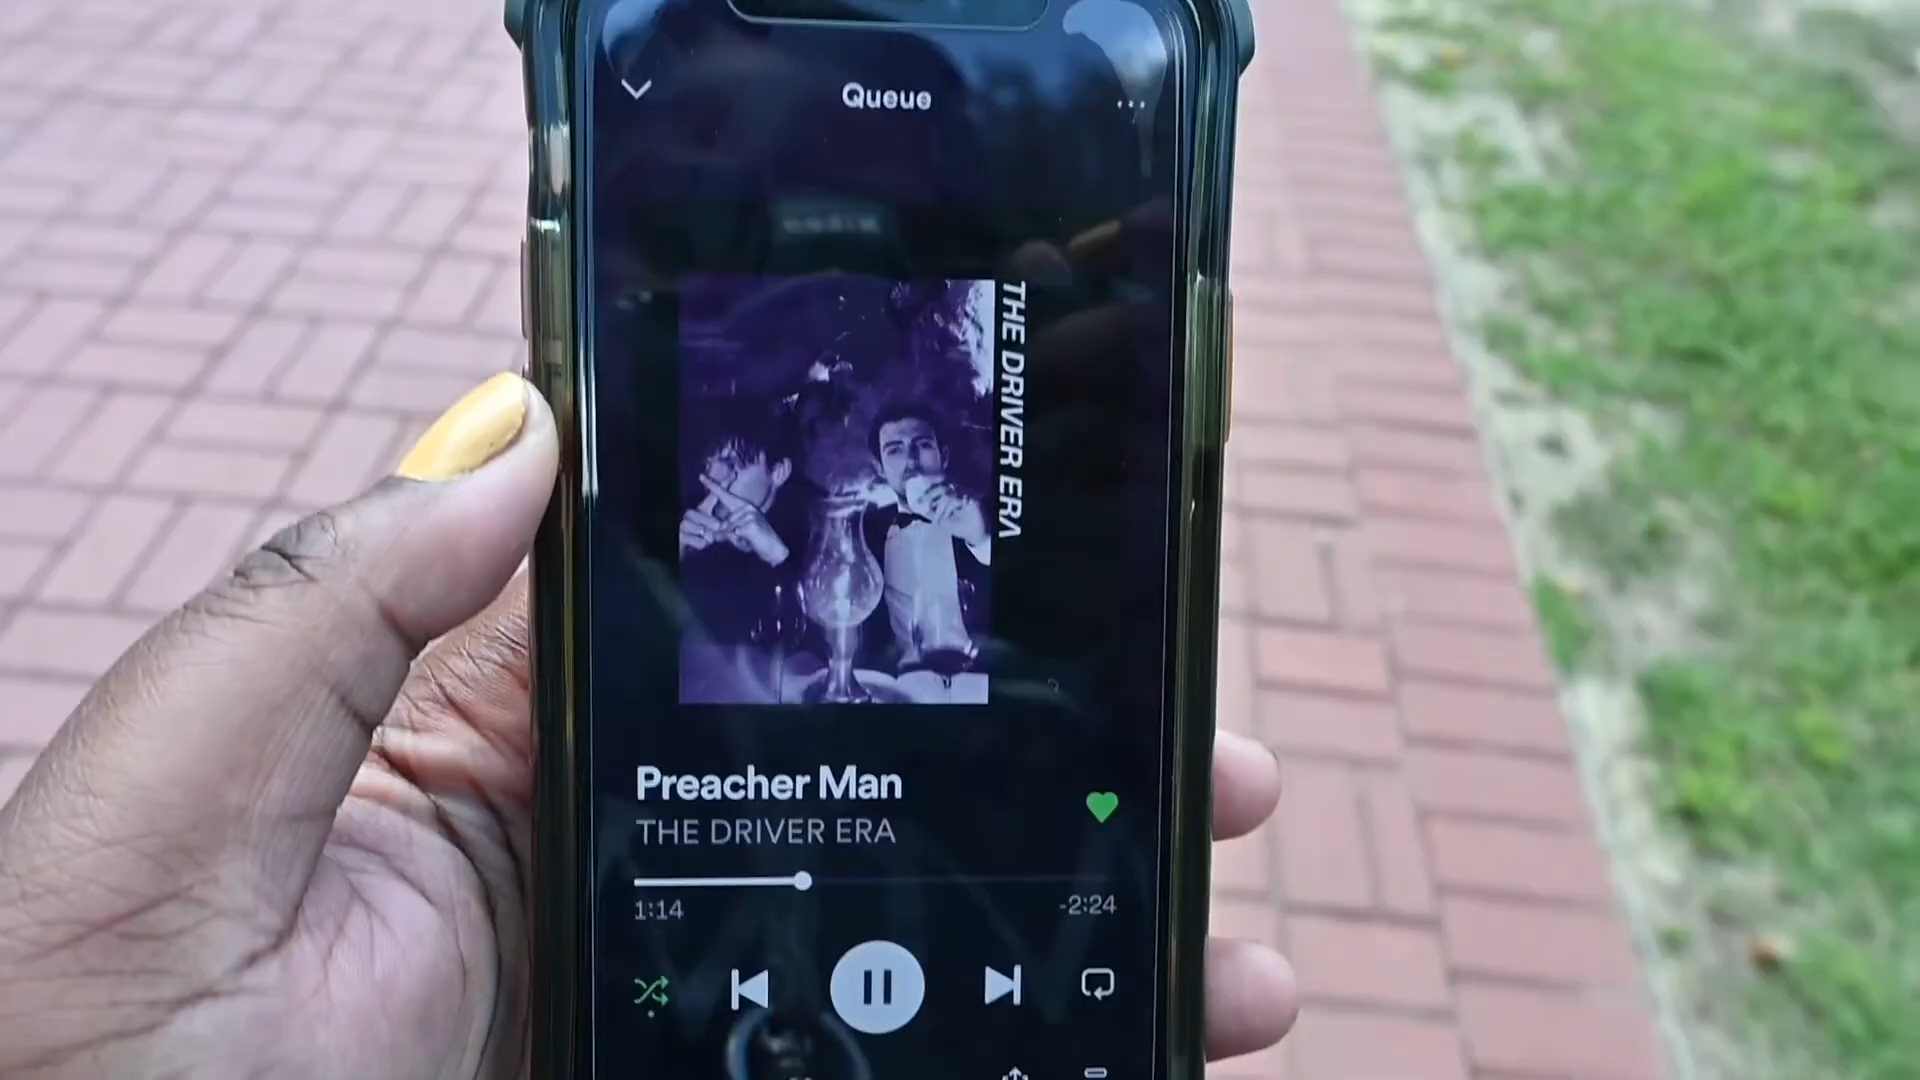 Queue
THE DRIVER ERA
Preacher Man
THE DRIVER ERA
1:14
-2:24